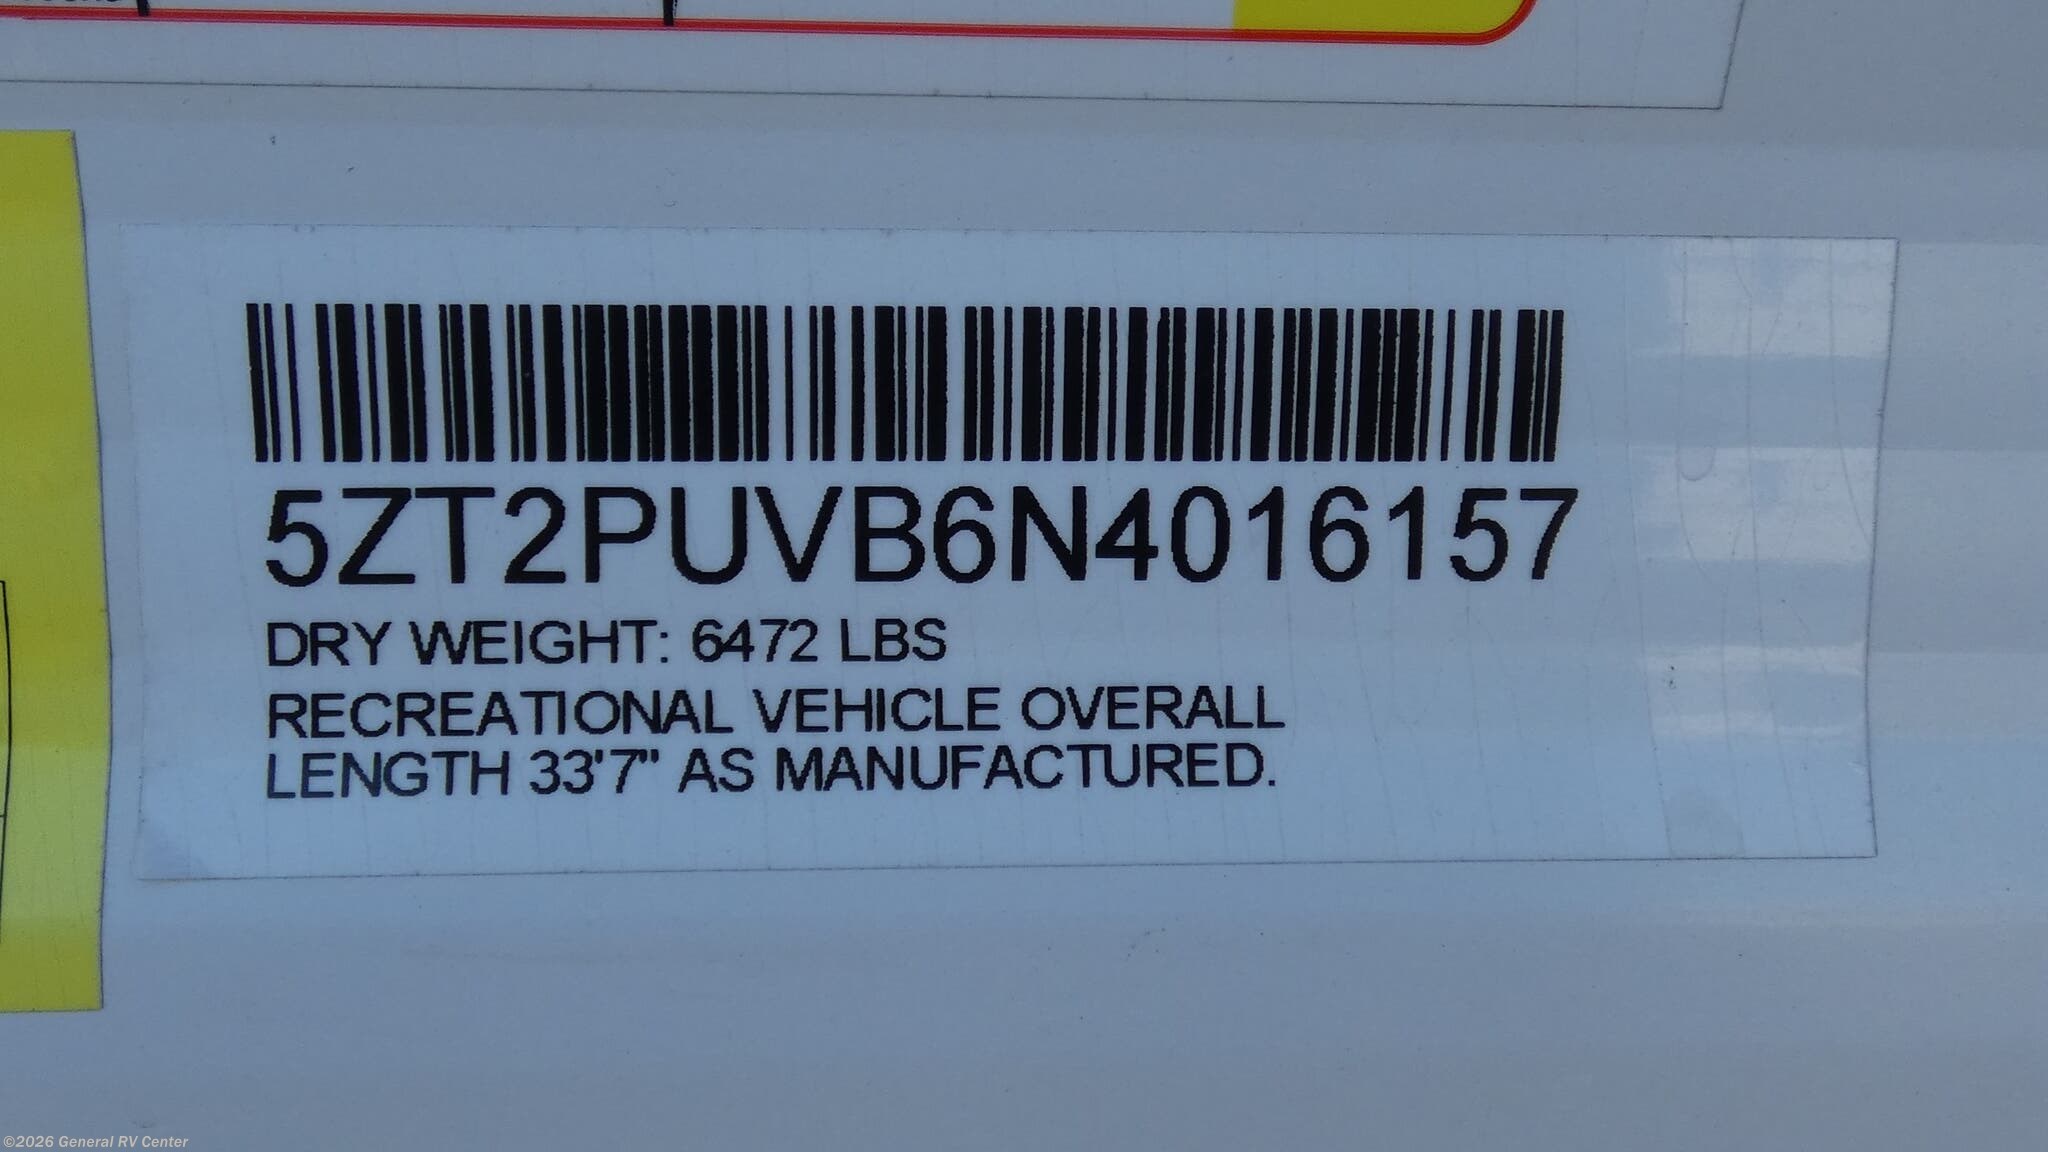 5ZT2PUVB6N4016157
DRY WEIGHT: 6472 LBS
RECREATIONAL VEHICLE OVERALL
LENGTH 33'7" AS MANUFACTURED.
©2026 General RV Center